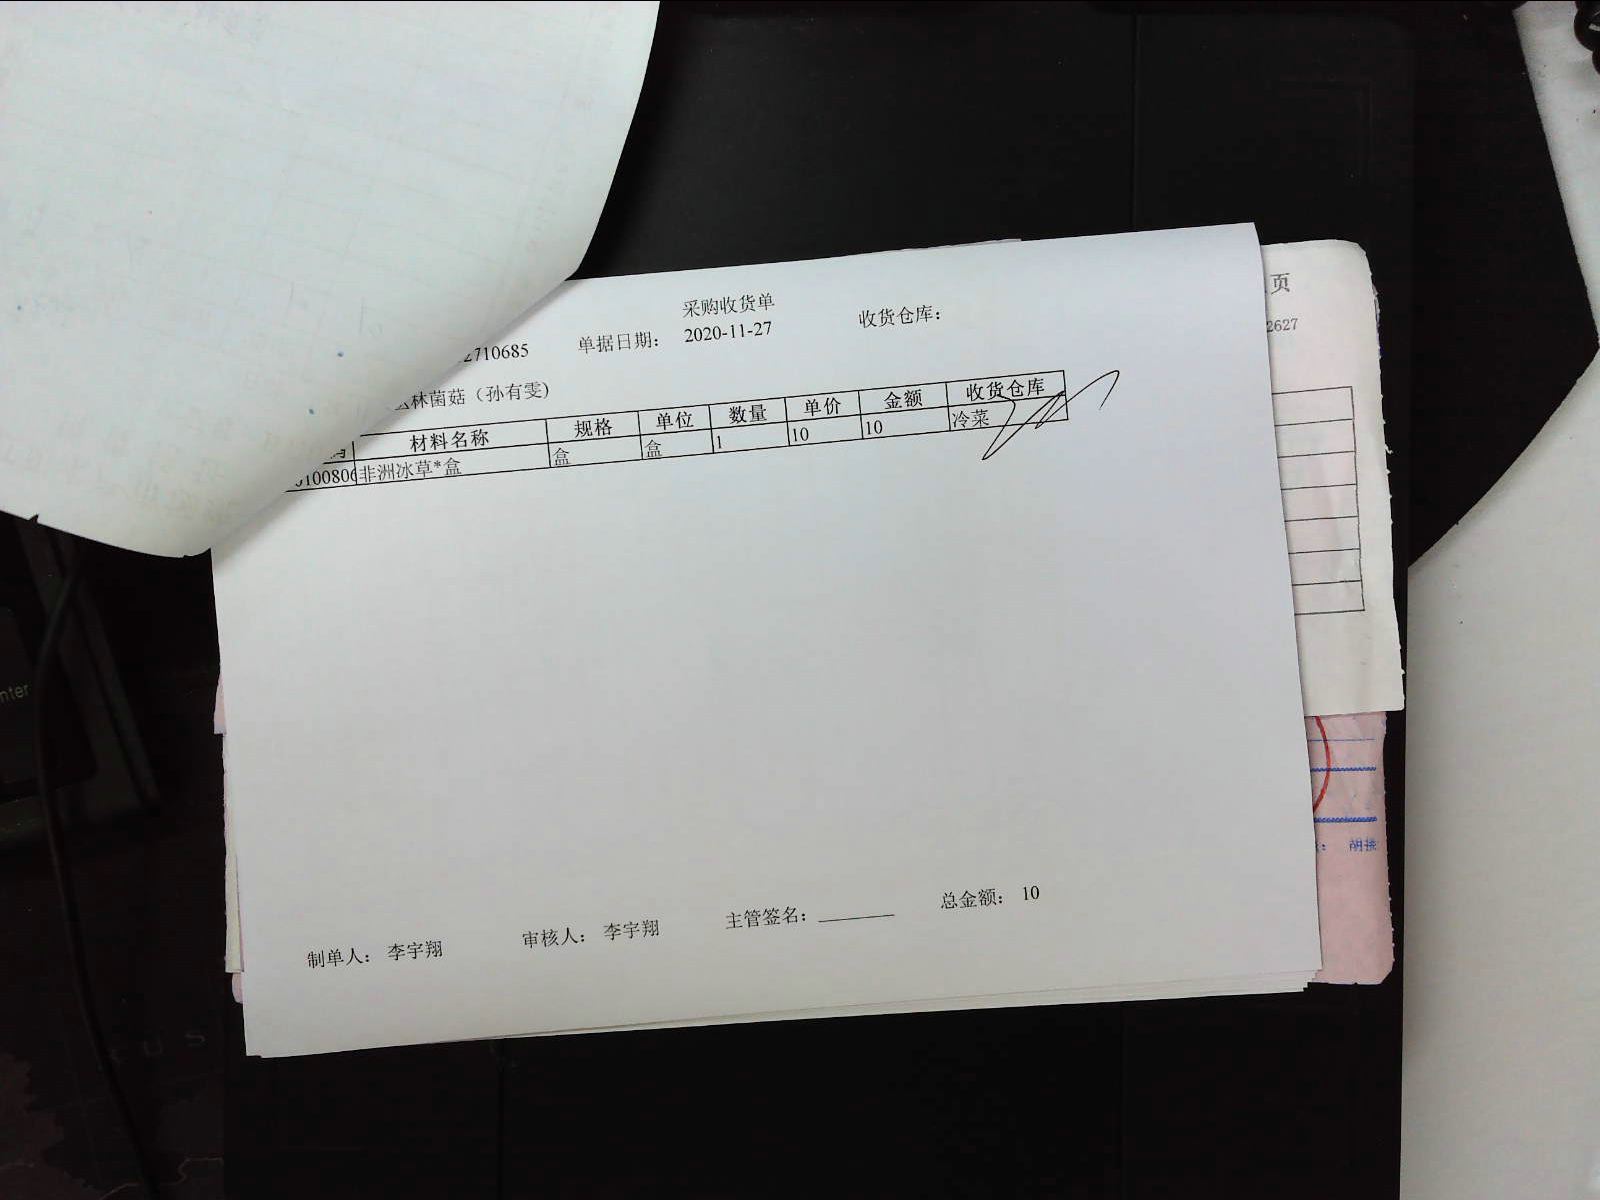 采购收货单
2710685 单据日期： 2020-11-27 收货仓库：
林菌菇（孙有雯)
材料名称 规格 单位 数量 单价 金额 收货仓库
100806 非洲冰草*盒 盒 盒 1 10 10 冷菜
制单人： 李宇翔 审核人： 李宇翔 主管签名： 总金额： 10
页
2627
胡
nter